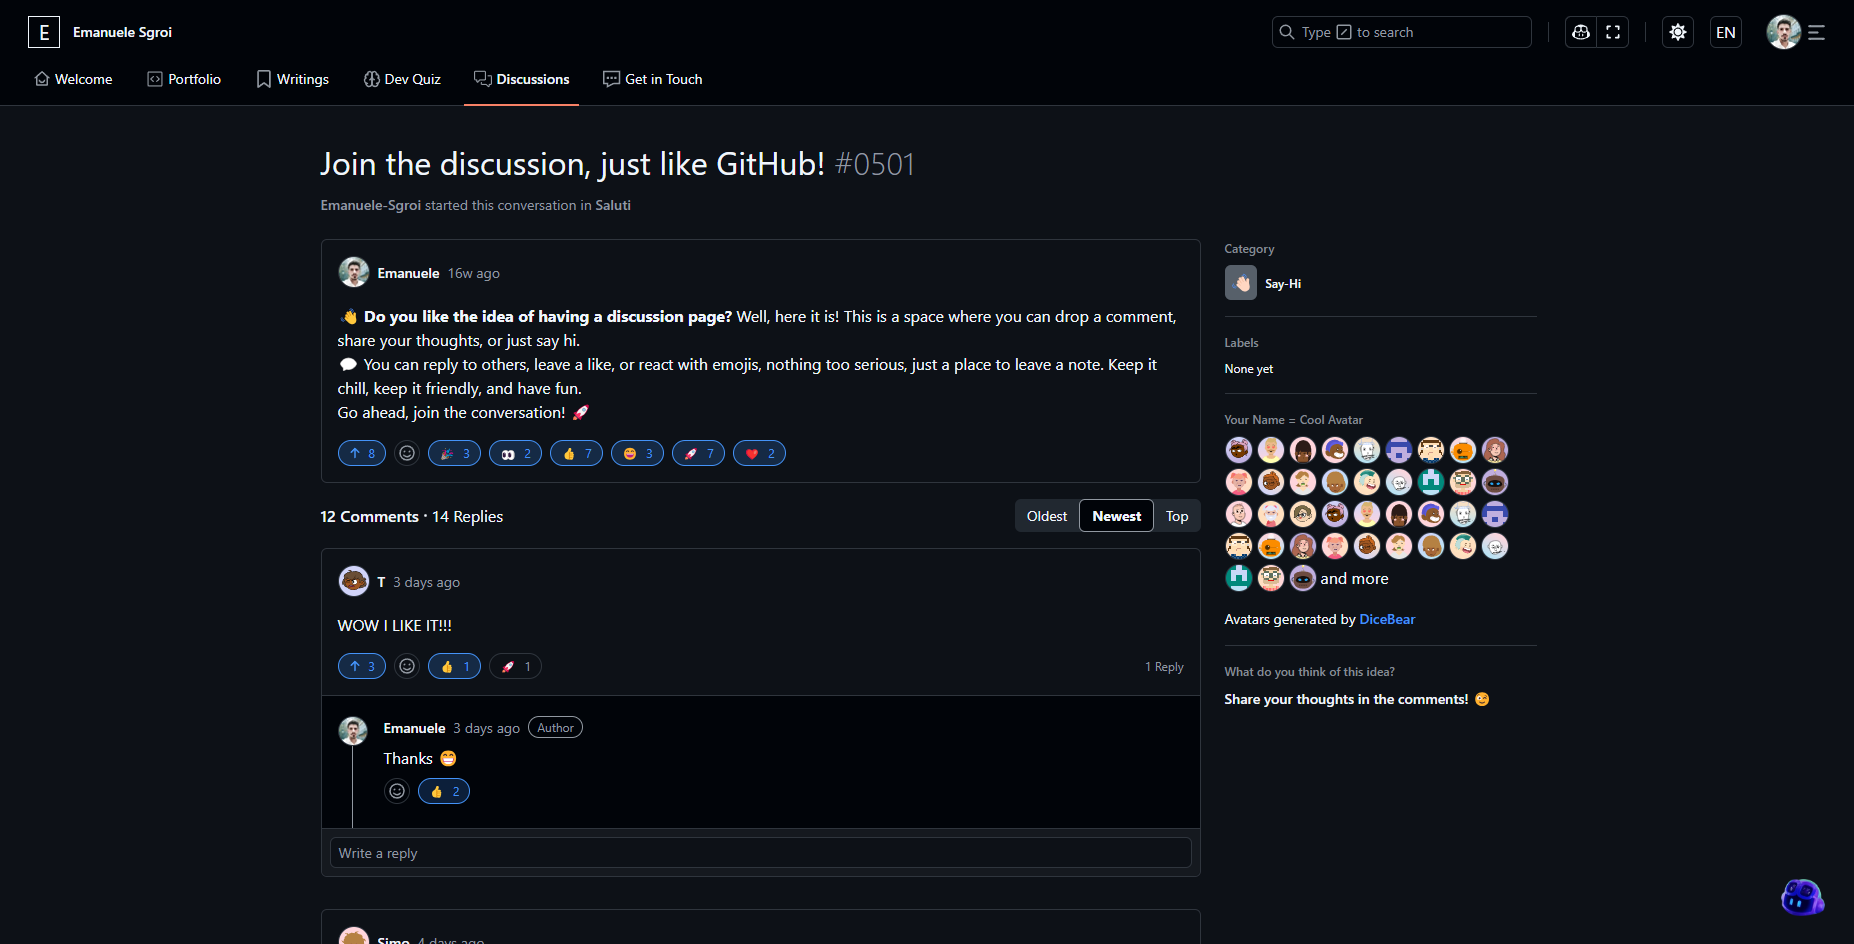 E
Emanuele Sgroi
Type / to search
EN
Welcome
Portfolio
Writings
Dev Quiz
Discussions
Get in Touch
Join the discussion, just like GitHub! #0501
Emanuele-Sgroi started this conversation in Saluti
Emanuele 16w ago
👋 Do you like the idea of having a discussion page? Well, here it is! This is a space where you can drop a comment,
share your thoughts, or just say hi.
💬 You can reply to others, leave a like, or react with emojis, nothing too serious, just a place to leave a note. Keep it
chill, keep it friendly, and have fun.
Go ahead, join the conversation! 🚀
↑ 8 🎉 3 👀 2 👍 7 😄 3 🚀 7 ❤️ 2
12 Comments · 14 Replies
Oldest
Newest
Top
T 3 days ago
WOW I LIKE IT!!!
↑ 3 👍 1 🚀 1
1 Reply
Emanuele 3 days ago Author
Thanks 😁
👍 2
Write a reply
Simo 4 days ago
Category
👋🏻 Say-Hi
Labels
None yet
Your Name = Cool Avatar
and more
Avatars generated by DiceBear
What do you think of this idea?
Share your thoughts in the comments! 😉